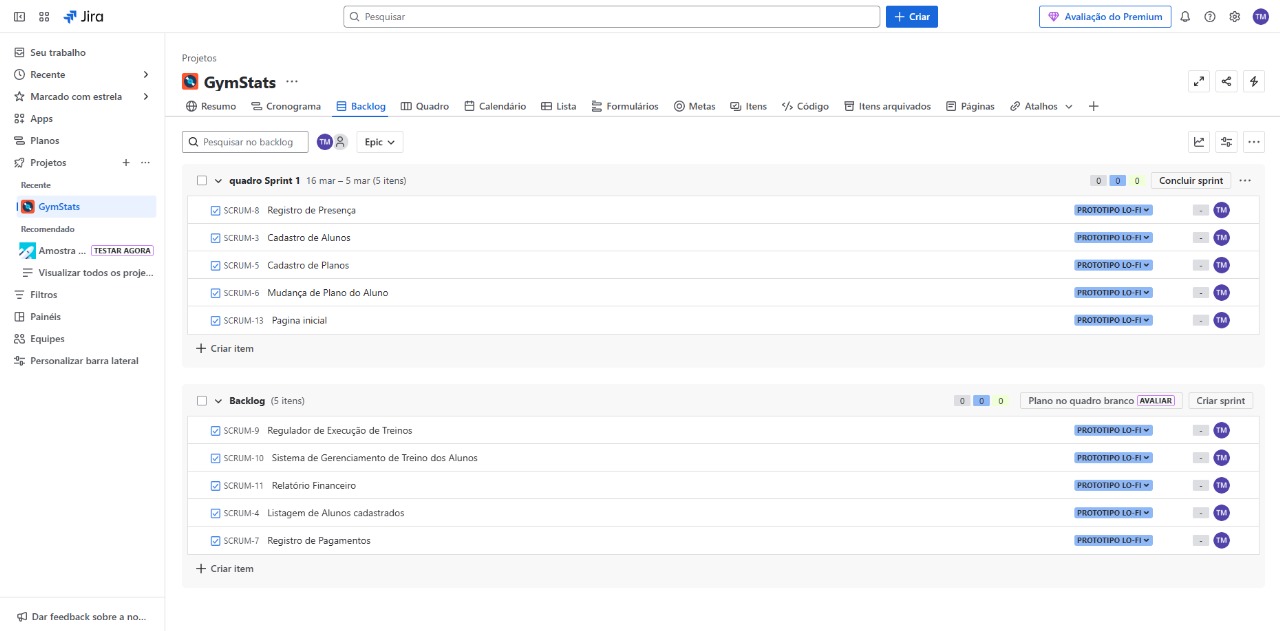 Jira
Pesquisar
Criar
Avaliação do Premium
TM
Seu trabalho
Recente
Marcado com estrela
Apps
Planos
Projetos
Recente
GymStats
Recomendado
Amostra ... TESTAR AGORA
Visualizar todos os proje...
Filtros
Painéis
Equipes
Personalizar barra lateral
Dar feedback sobre a no...
Projetos
GymStats
Resumo Cronograma Backlog Quadro Calendário Lista Formulários Metas Itens Código Itens arquivados Páginas Atalhos
Pesquisar no backlog TM Epic
quadro Sprint 1 16 mar – 5 mar (5 itens) 0 0 0 Concluir sprint
SCRUM-8 Registro de Presença PROTOTIPO LO-FI - TM
SCRUM-3 Cadastro de Alunos PROTOTIPO LO-FI - TM
SCRUM-5 Cadastro de Planos PROTOTIPO LO-FI - TM
SCRUM-6 Mudança de Plano do Aluno PROTOTIPO LO-FI - TM
SCRUM-13 Pagina inicial PROTOTIPO LO-FI - TM
Criar item
Backlog (5 itens) 0 0 0 Plano no quadro branco AVALIAR Criar sprint
SCRUM-9 Regulador de Execução de Treinos PROTOTIPO LO-FI - TM
SCRUM-10 Sistema de Gerenciamento de Treino dos Alunos PROTOTIPO LO-FI - TM
SCRUM-11 Relatório Financeiro PROTOTIPO LO-FI - TM
SCRUM-4 Listagem de Alunos cadastrados PROTOTIPO LO-FI - TM
SCRUM-7 Registro de Pagamentos PROTOTIPO LO-FI - TM
Criar item